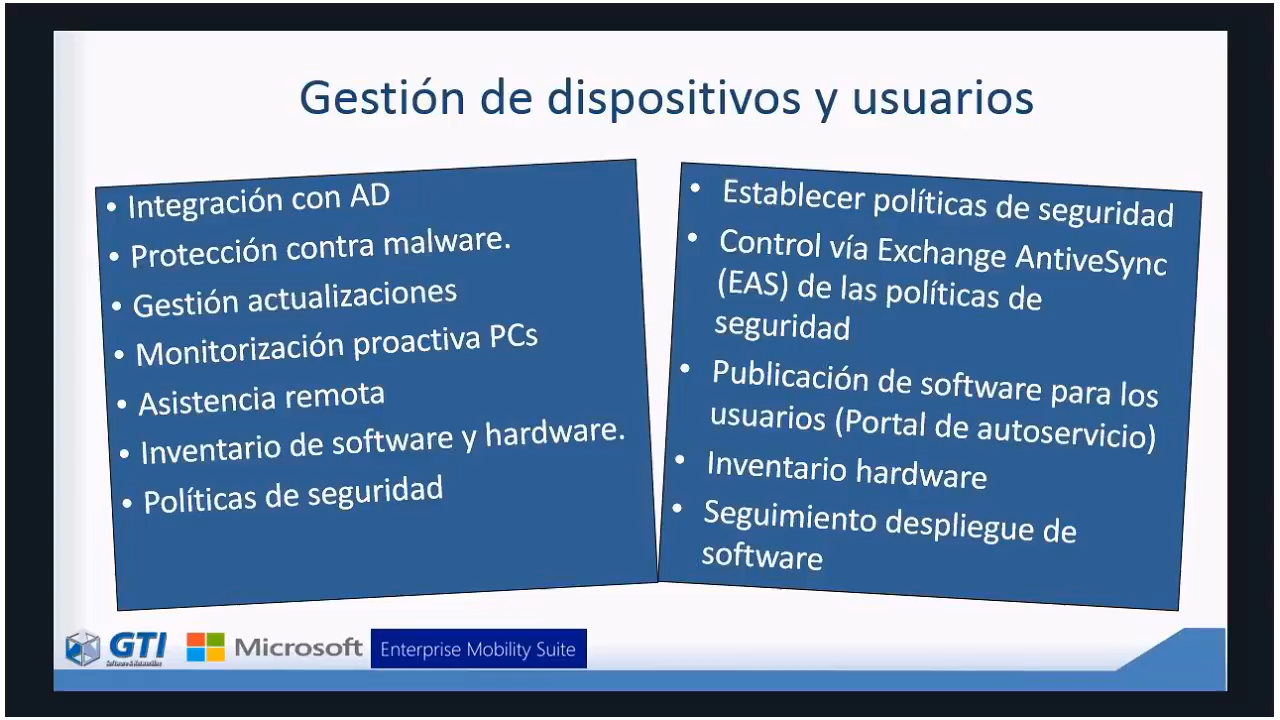 Gestión de dispositivos y usuarios
• Integración con AD
• Protección contra malware.
• Gestión actualizaciones
• Monitorización proactiva PCs
• Asistencia remota
• Inventario de software y hardware.
• Políticas de seguridad
• Establecer políticas de seguridad
• Control vía Exchange AntiveSync
(EAS) de las políticas de
seguridad
• Publicación de software para los
usuarios (Portal de autoservicio)
• Inventario hardware
• Seguimiento despliegue de
software
GTI
Software & Networking
Microsoft
Enterprise Mobility Suite